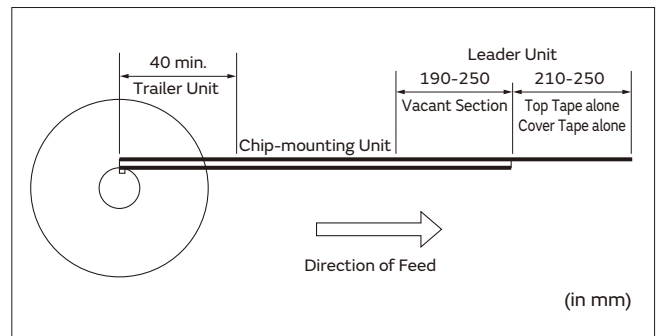 Leader Unit
40 min.
190-250
210-250
Trailer Unit
Vacant Section
Top Tape alone
Cover Tape alone
Chip-mounting Unit
Direction of Feed
(in mm)